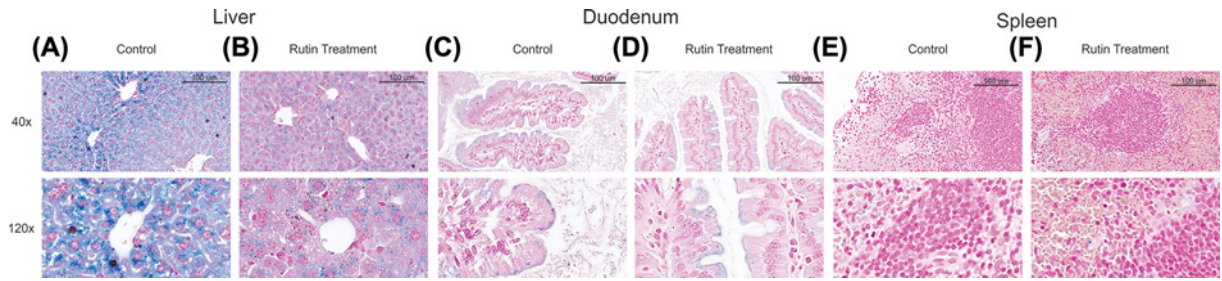 Liver
Duodenum
Spleen
(A) Control
(B) Rutin Treatment
(C) Control
(D) Rutin Treatment
(E) Control
(F) Rutin Treatment
40x
100 um
100 um
100 um
100 um
100 um
100 um
120x